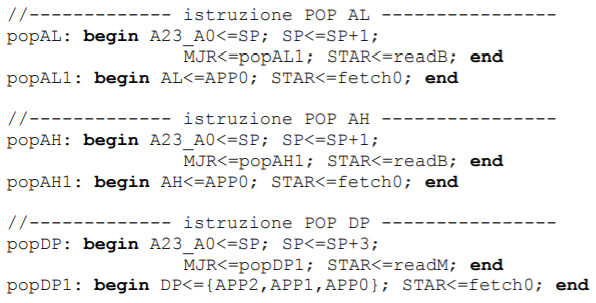 //------------- istruzione POP AL ----------------
popAL: begin A23_A0<=SP; SP<=SP+1;
MJR<=popAL1; STAR<=readB; end
popAL1: begin AL<=APP0; STAR<=fetch0; end
//------------- istruzione POP AH ----------------
popAH: begin A23_A0<=SP; SP<=SP+1;
MJR<=popAH1; STAR<=readB; end
popAH1: begin AH<=APP0; STAR<=fetch0; end
//------------- istruzione POP DP ----------------
popDP: begin A23_A0<=SP; SP<=SP+3;
MJR<=popDP1; STAR<=readM; end
popDP1: begin DP<={APP2,APP1,APP0}; STAR<=fetch0; end